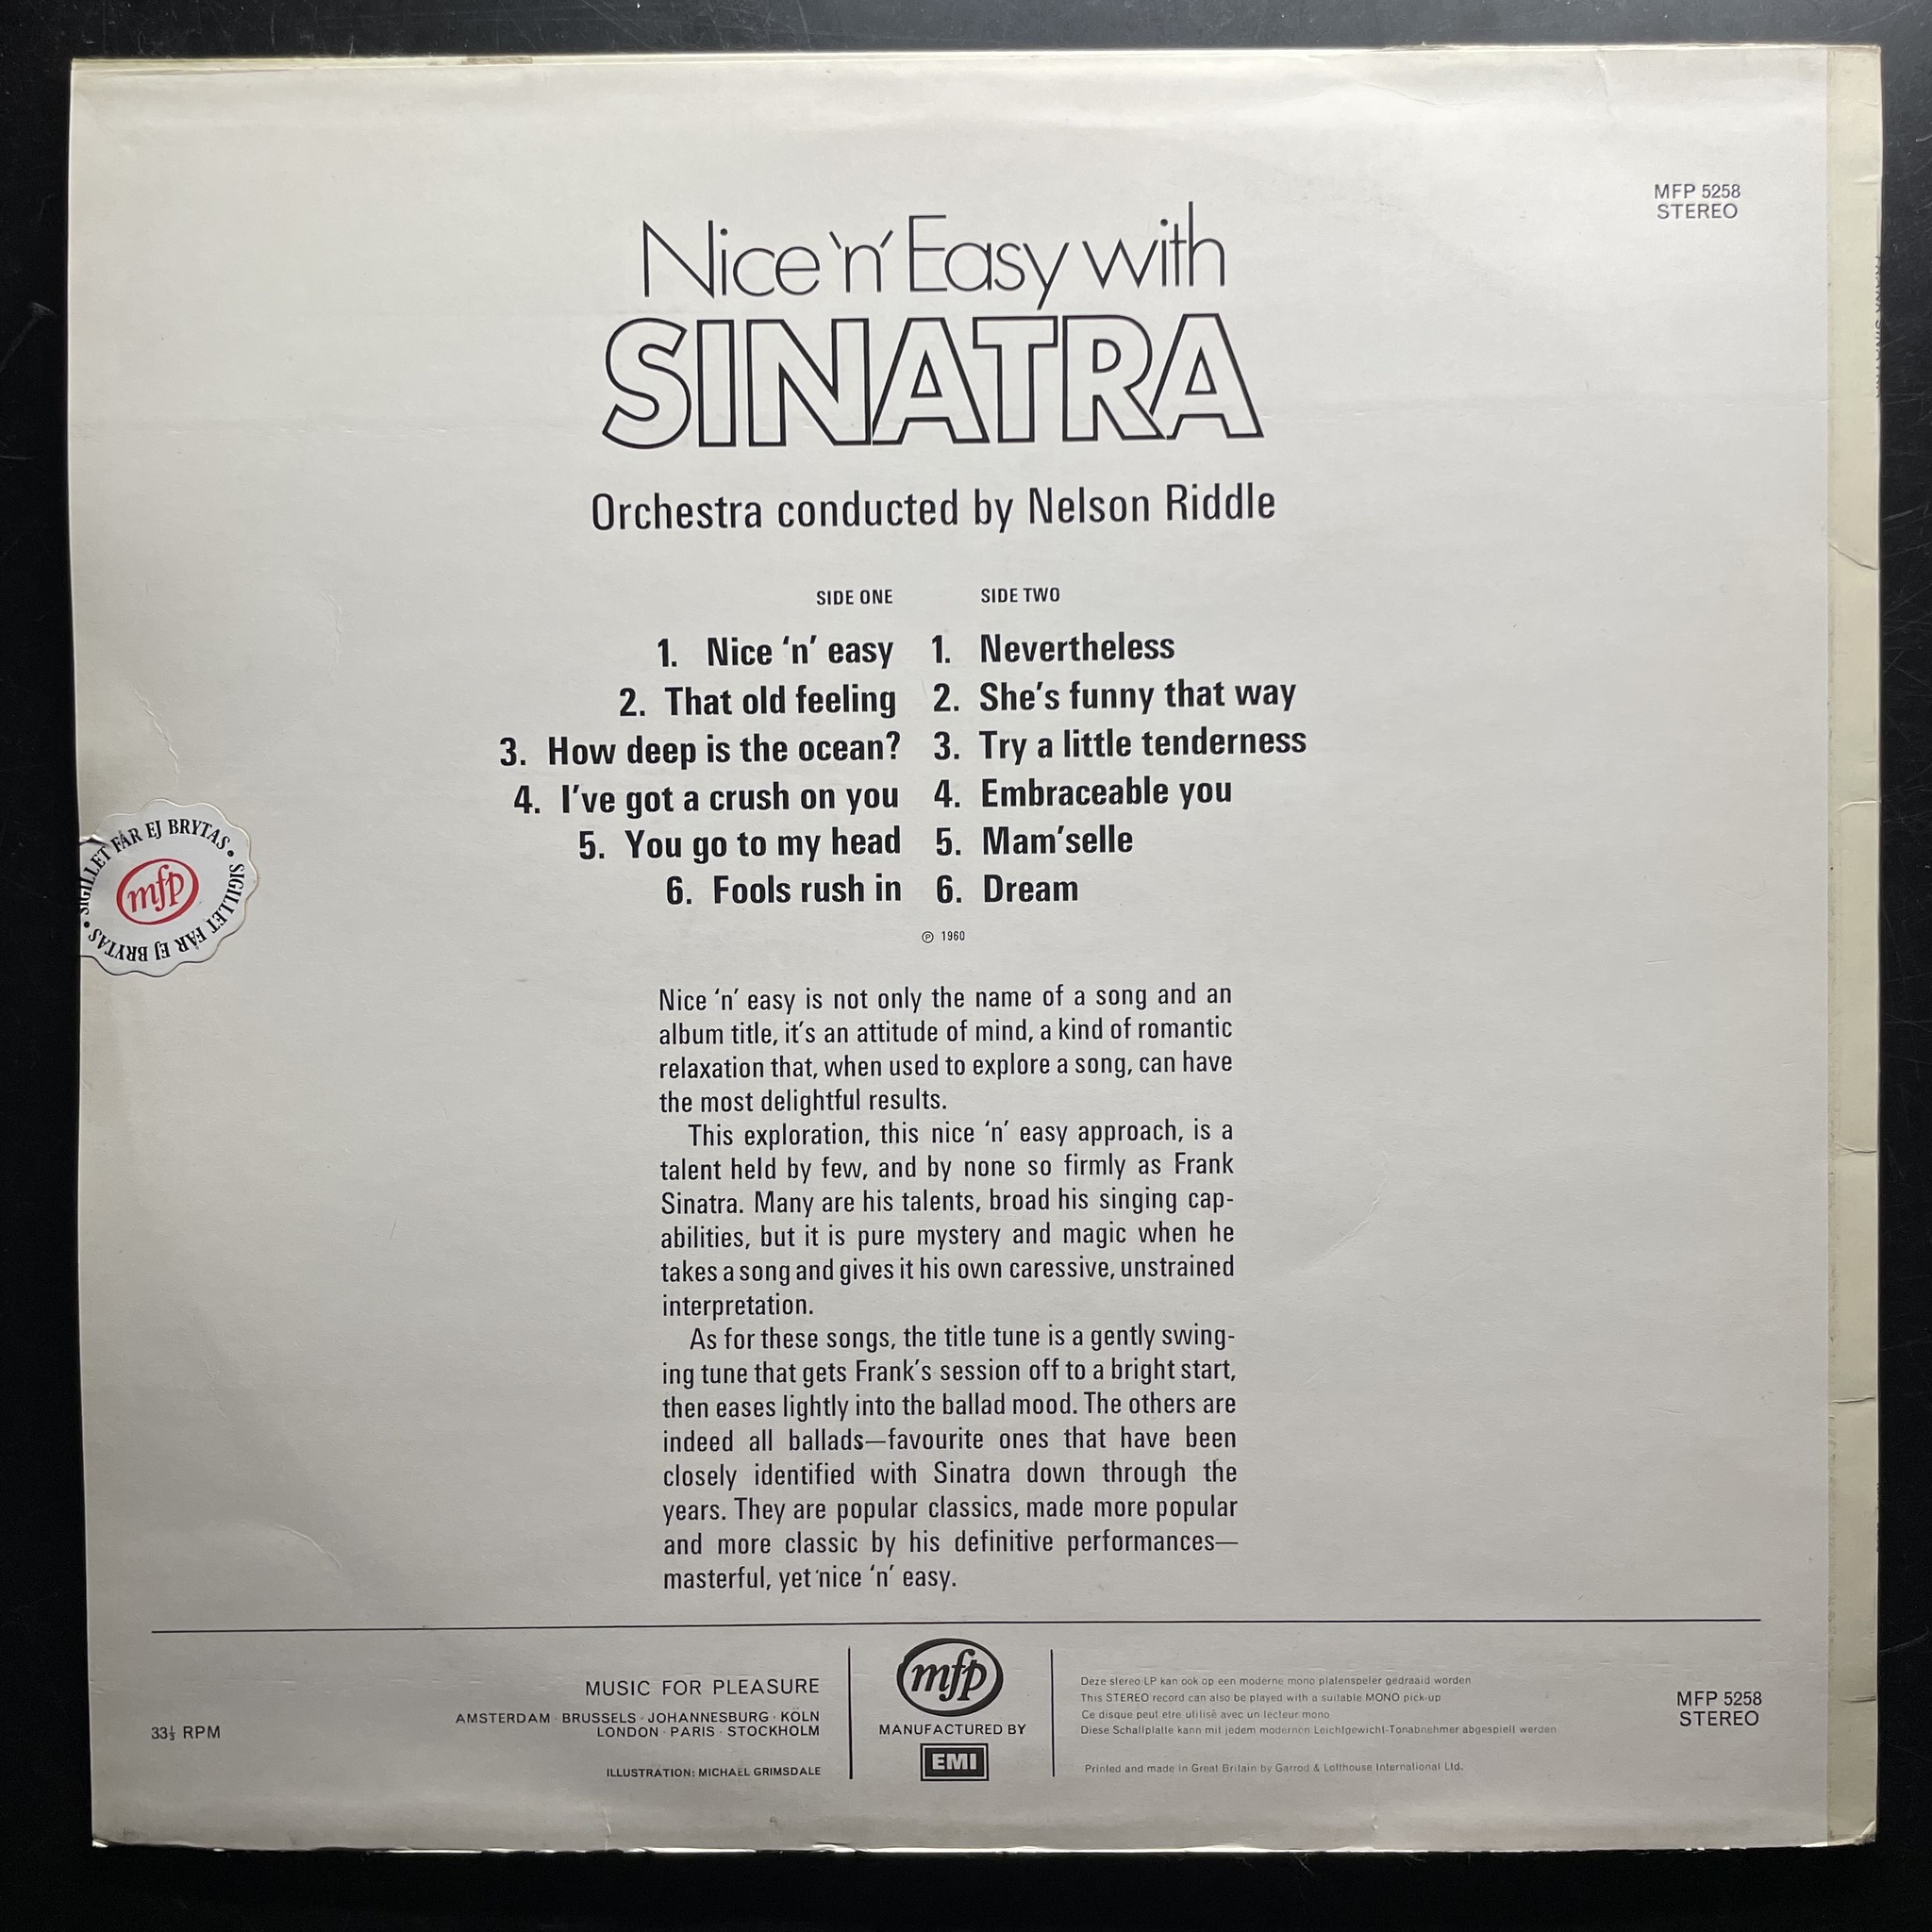 MFP 5258
STEREO
Nice 'n' Easy with
SINATRA
Orchestra conducted by Nelson Riddle
SIDE ONE
1. Nice ‘n’ easy
2. That old feeling
3. How deep is the ocean?
4. I’ve got a crush on you
5. You go to my head
6. Fools rush in
SIDE TWO
1. Nevertheless
2. She’s funny that way
3. Try a little tenderness
4. Embraceable you
5. Mam’selle
6. Dream
℗ 1960
SIGILLET FÅR EJ BRYTAS • SIGILLET FÅR EJ BRYTAS •
mfp
Nice ‘n’ easy is not only the name of a song and an
album title, it’s an attitude of mind, a kind of romantic
relaxation that, when used to explore a song, can have
the most delightful results.
This exploration, this nice ‘n’ easy approach, is a
talent held by few, and by none so firmly as Frank
Sinatra. Many are his talents, broad his singing cap-
abilities, but it is pure mystery and magic when he
takes a song and gives it his own caressive, unstrained
interpretation.
As for these songs, the title tune is a gently swing-
ing tune that gets Frank’s session off to a bright start,
then eases lightly into the ballad mood. The others are
indeed all ballads—favourite ones that have been
closely identified with Sinatra down through the
years. They are popular classics, made more popular
and more classic by his definitive performances—
masterful, yet nice ‘n’ easy.
33⅓ RPM
MUSIC FOR PLEASURE
AMSTERDAM · BRUSSELS · JOHANNESBURG · KÖLN
LONDON · PARIS · STOCKHOLM
ILLUSTRATION: MICHAEL GRIMSDALE
mfp
MANUFACTURED BY
EMI
Deze stereo LP kan ook op een moderne mono platenspeler gedraaid worden
This STEREO record can also be played with a suitable MONO pick-up
Ce disque peut etre utilisé avec un lecteur mono
Diese Schallplatte kann mit jedem modernen Leichtgewicht-Tonabnehmer abgespielt werden
Printed and made in Great Britain by Garrod & Lofthouse International Ltd.
MFP 5258
STEREO